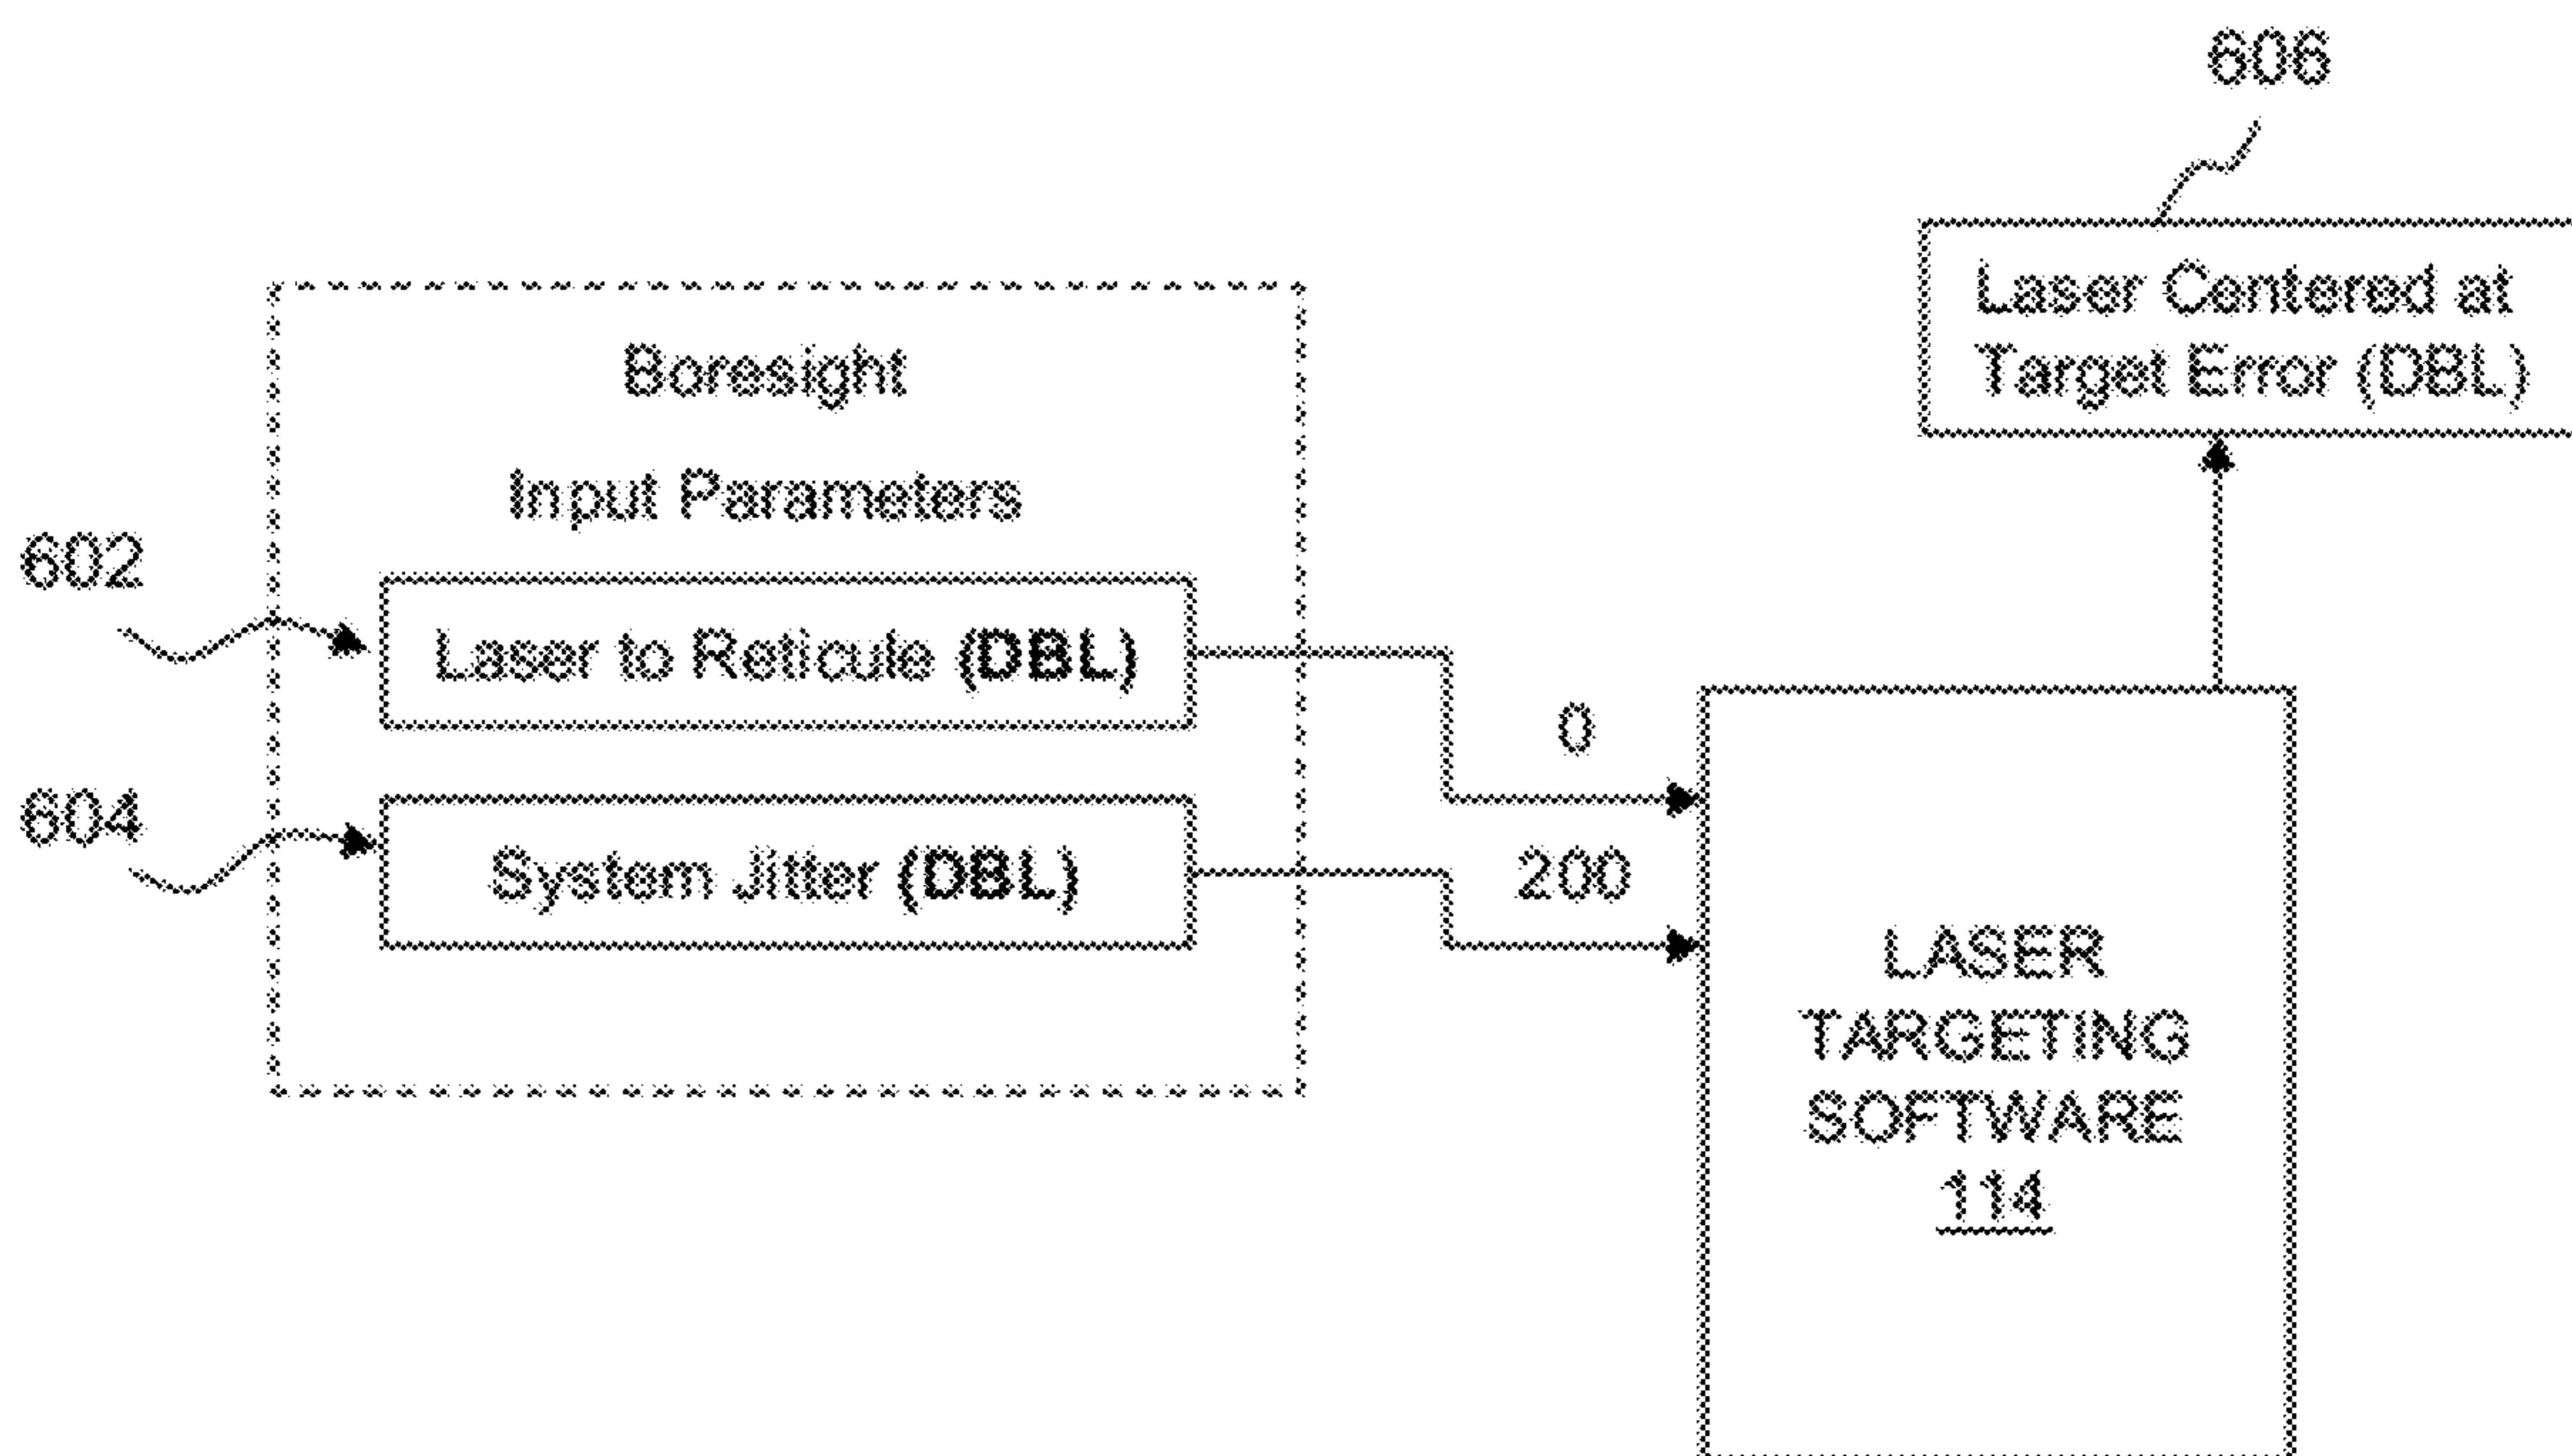 606
Laser Centered at
Target Error (DBL)
Boresight
Input Parameters
602
Laser to Reticule (DBL)
0
604
System Jitter (DBL)
200
LASER
TARGETING
SOFTWARE
114